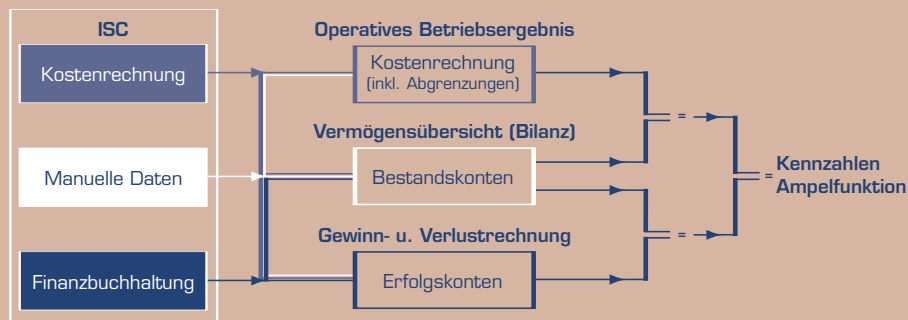 ISC
Kostenrechnung
Manuelle Daten
Finanzbuchhaltung
Operatives Betriebsergebnis
Kostenrechnung
(inkl. Abgrenzungen)
Vermögensübersicht (Bilanz)
Bestandskonten
Gewinn- u. Verlustrechnung
Erfolgskonten
=
=
= Kennzahlen
Ampelfunktion